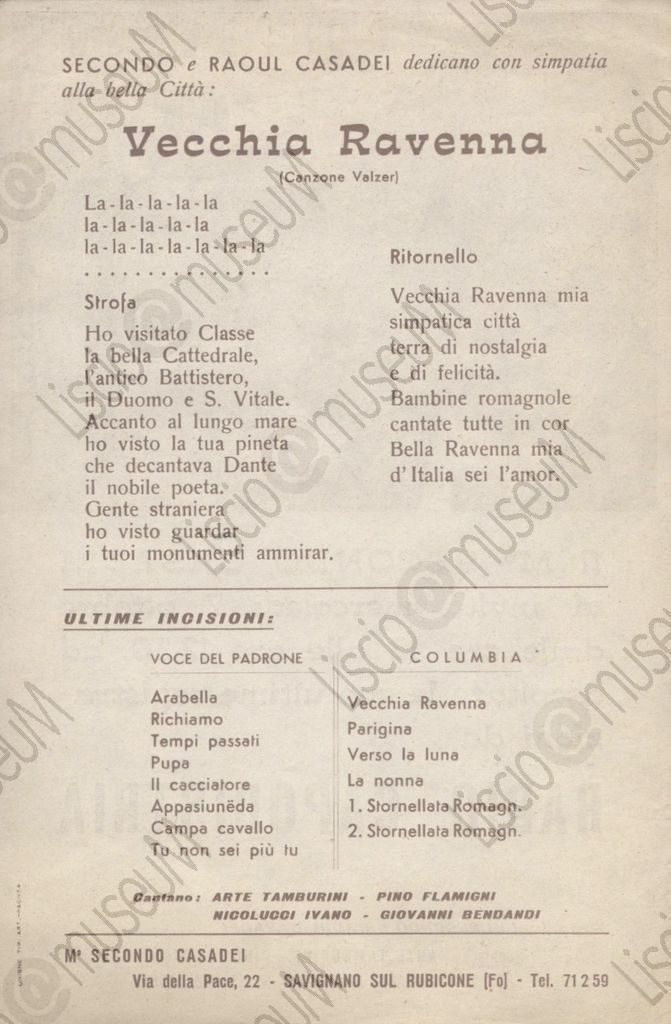 SECONDO e RAOUL CASADEI dedicano con simpatia
alla bella Città:
Vecchia Ravenna
(Canzone Valzer)
La - la - la - la - la
la - la - la - la - la
la - la - la - la - la - la - la
. . . . . . . . . . . . . . .
Strofa
Ho visitato Classe
la bella Cattedrale,
l'antico Battistero,
il Duomo e S. Vitale.
Accanto al lungo mare
ho visto la tua pineta
che decantava Dante
il nobile poeta.
Gente straniera
ho visto guardar
i tuoi monumenti ammirar.
Ritornello
Vecchia Ravenna mia
simpatica città
terra di nostalgia
e di felicità.
Bambine romagnole
cantate tutte in cor
Bella Ravenna mia
d'Italia sei l'amor.
ULTIME INCISIONI:
VOCE DEL PADRONE
Arabella
Richiamo
Tempi passati
Pupa
Il cacciatore
Appasiunëda
Campa cavallo
Tu non sei più tu
COLUMBIA
Vecchia Ravenna
Parigina
Verso la luna
La nonna
1. Stornellata Romagn.
2. Stornellata Romagn.
Cantano: ARTE TAMBURINI - PINO FLAMIGNI
NICOLUCCI IVANO - GIOVANNI BENDANDI
Mº SECONDO CASADEI
Via della Pace, 22 - SAVIGNANO SUL RUBICONE (Fo) - Tel. 71259
Liscio@museuM